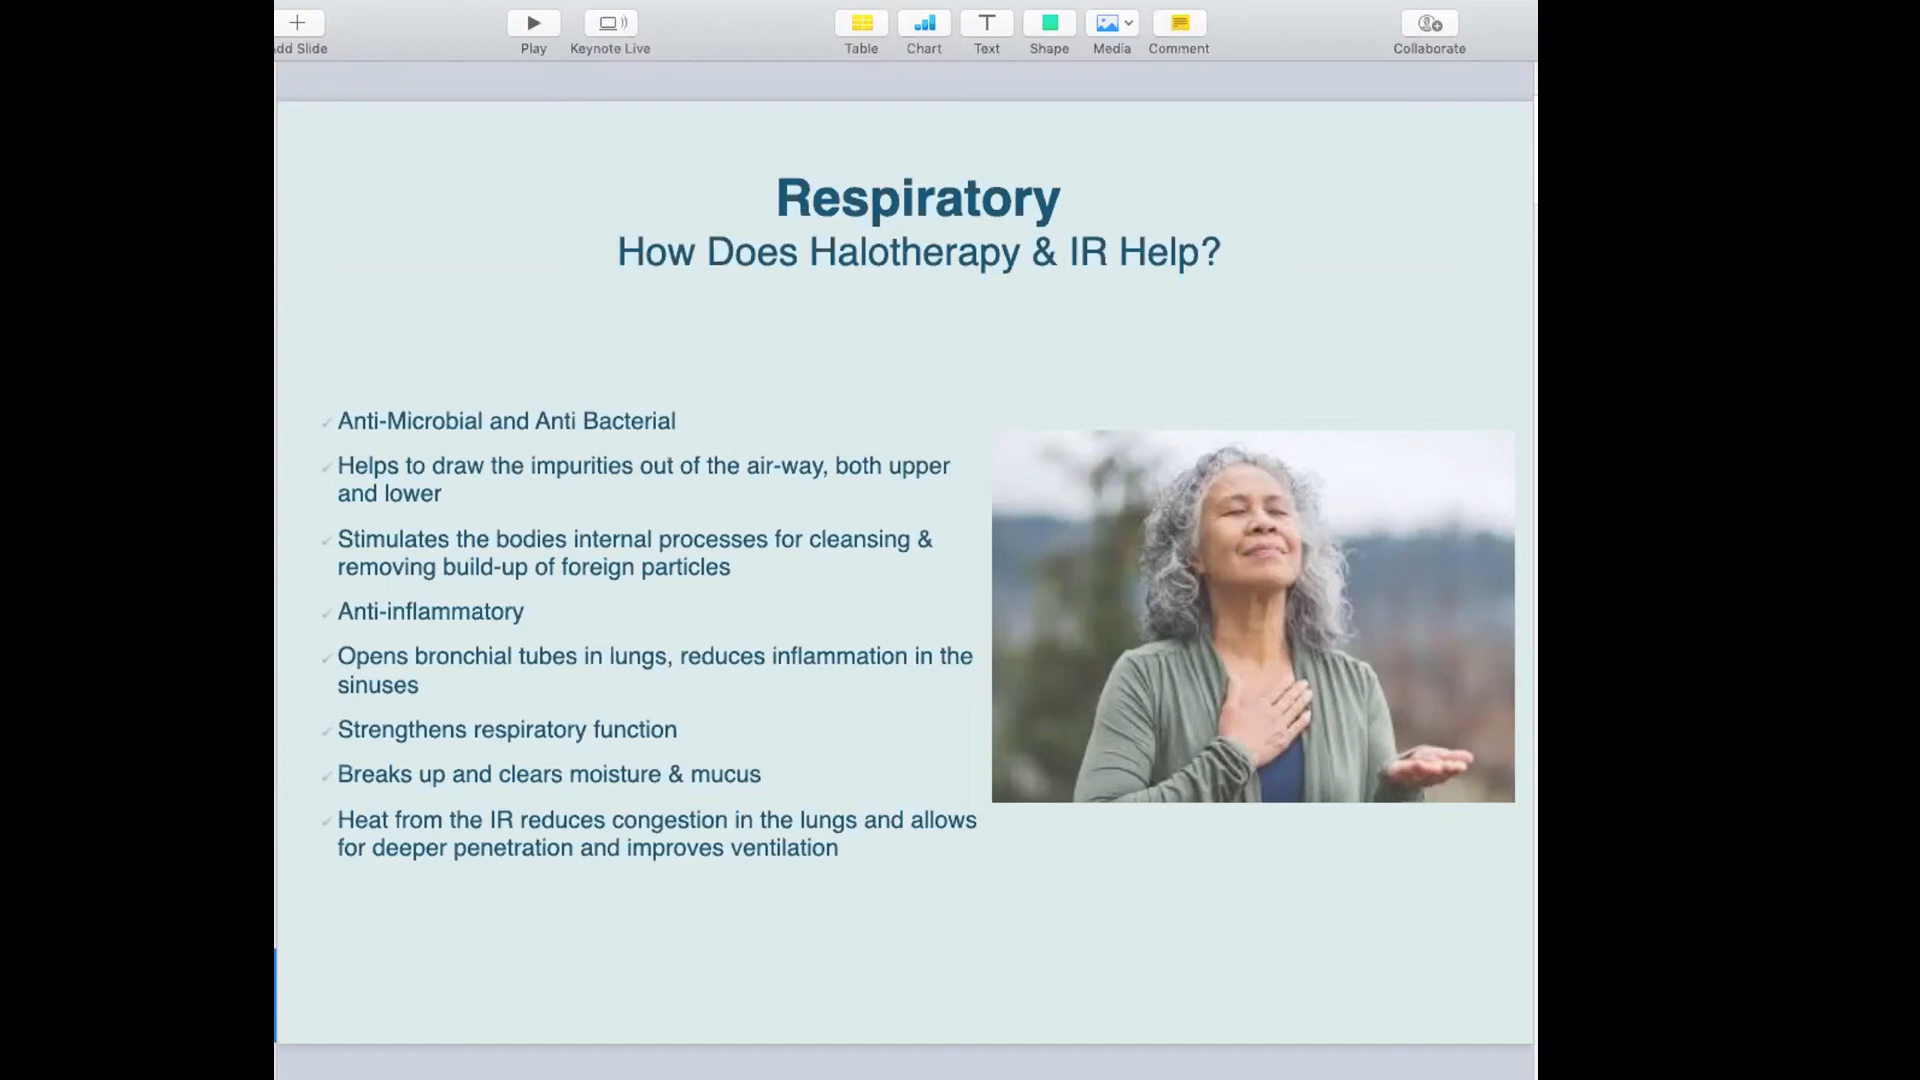 dd Slide
Play
Keynote Live
Table
Chart
Text
Shape
Media
Comment
Collaborate
Respiratory
How Does Halotherapy & IR Help?
Anti-Microbial and Anti Bacterial
Helps to draw the impurities out of the air-way, both upper
and lower
Stimulates the bodies internal processes for cleansing &
removing build-up of foreign particles
Anti-inflammatory
Opens bronchial tubes in lungs, reduces inflammation in the
sinuses
Strengthens respiratory function
Breaks up and clears moisture & mucus
Heat from the IR reduces congestion in the lungs and allows
for deeper penetration and improves ventilation